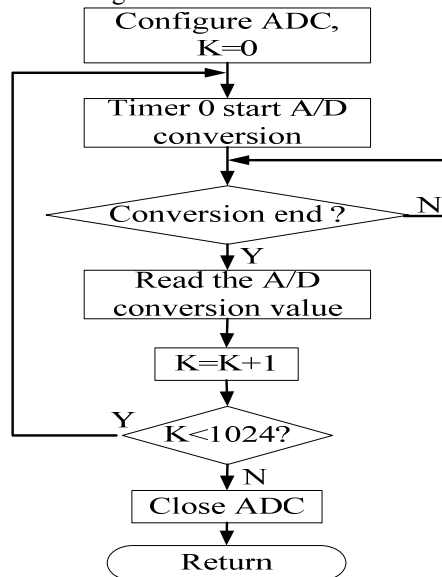 Configure ADC,
K=0
Timer 0 start A/D
conversion
Conversion end ?
N
Y
Read the A/D
conversion value
K=K+1
Y
K<1024?
N
Close ADC
Return